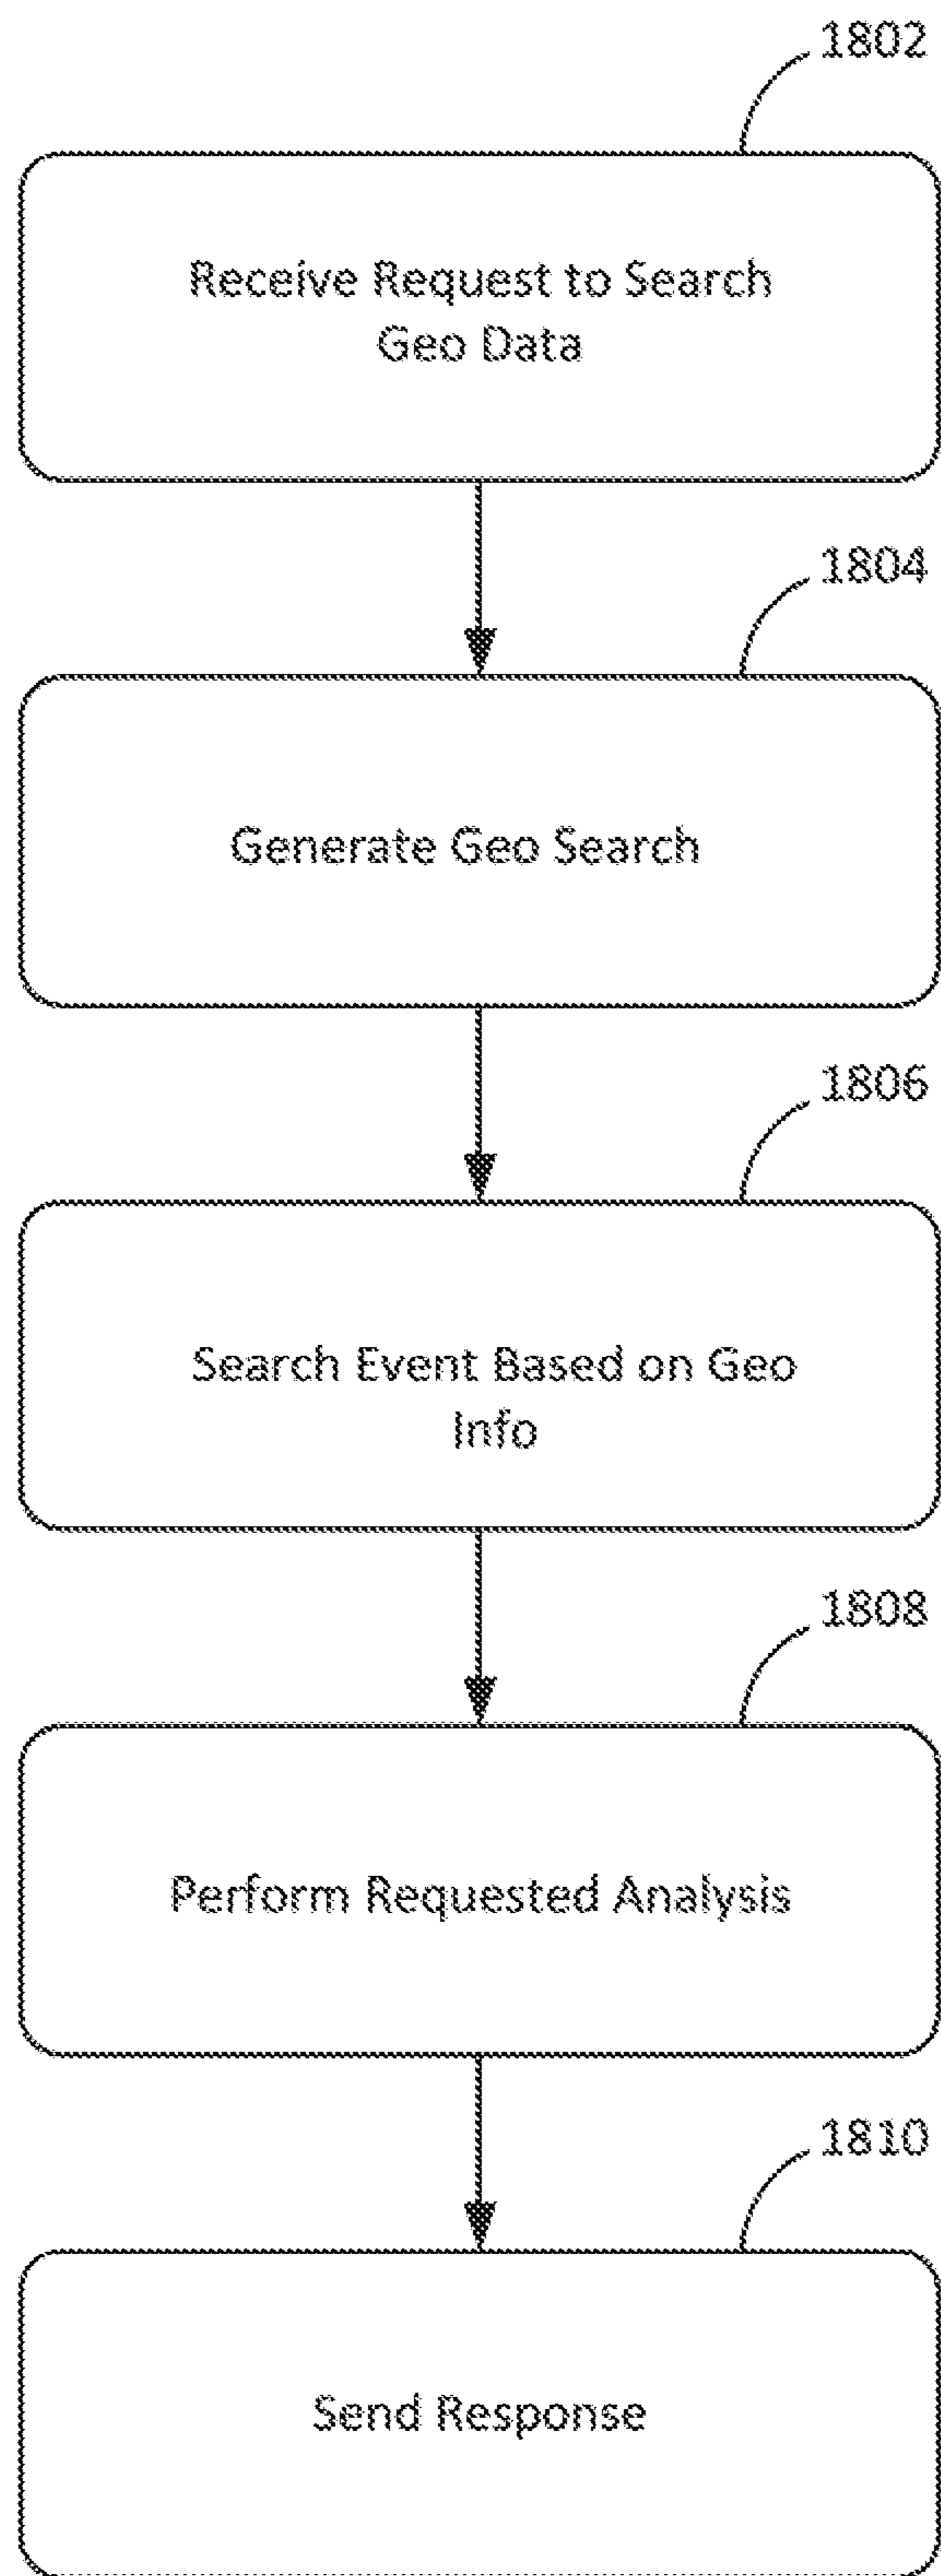 1802
Receive Request to Search
Geo Data
1804
Generate Geo Search
1806
Search Event Based on Geo
Info
1808
Perform Requested Analysis
1810
Send Response